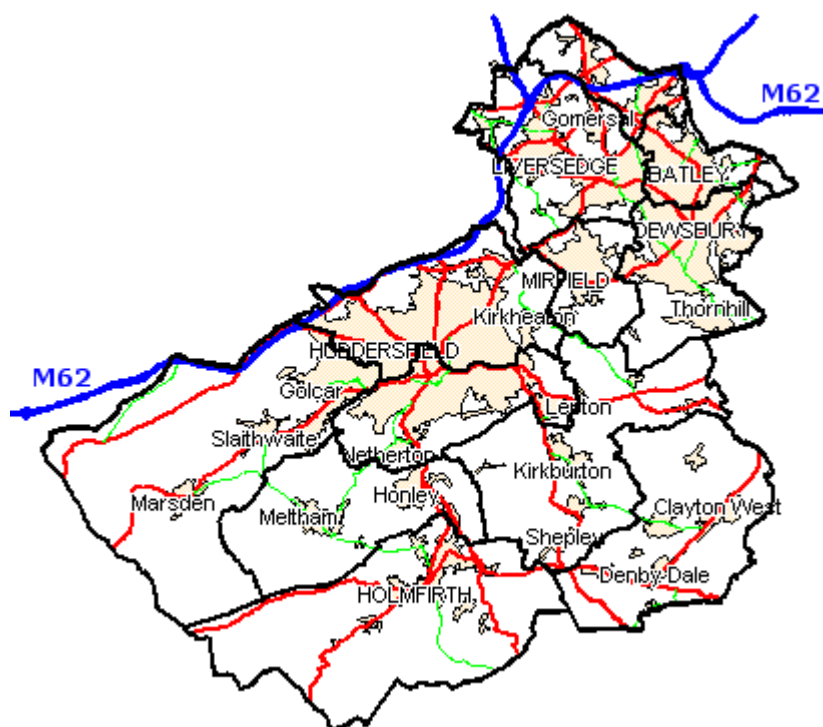 M62
Gomersal
LIVERSEDGE
BATLEY
DEWSBURY
MIRFIELD
Thornhill
Kirkheaton
HUDDERSFIELD
M62
Golcar
Lepton
Slaithwaite
Netherton
Kirkburton
Marsden
Honley
Clayton West
Meltham
Shepley
Denby Dale
HOLMFIRTH